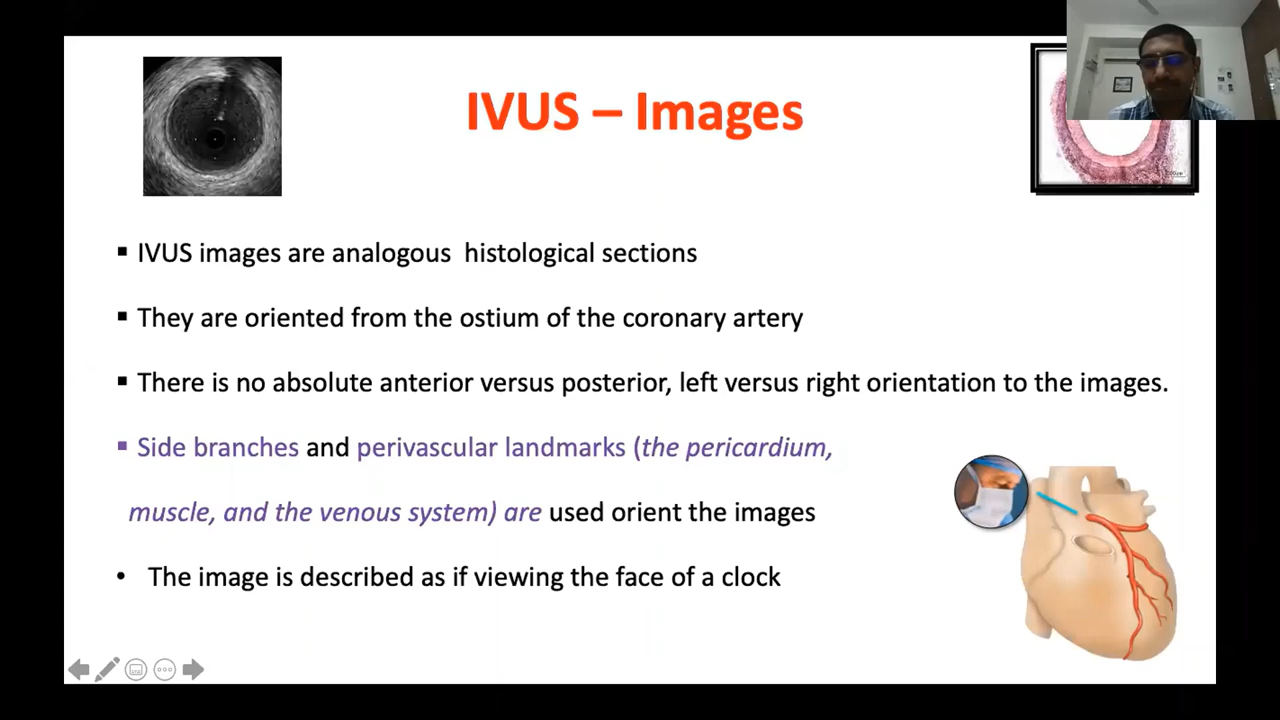 IVUS – Images
▪ IVUS images are analogous  histological sections
▪ They are oriented from the ostium of the coronary artery
▪ There is no absolute anterior versus posterior, left versus right orientation to the images.
▪ Side branches and perivascular landmarks (the pericardium,
muscle, and the venous system) are used orient the images
• The image is described as if viewing the face of a clock